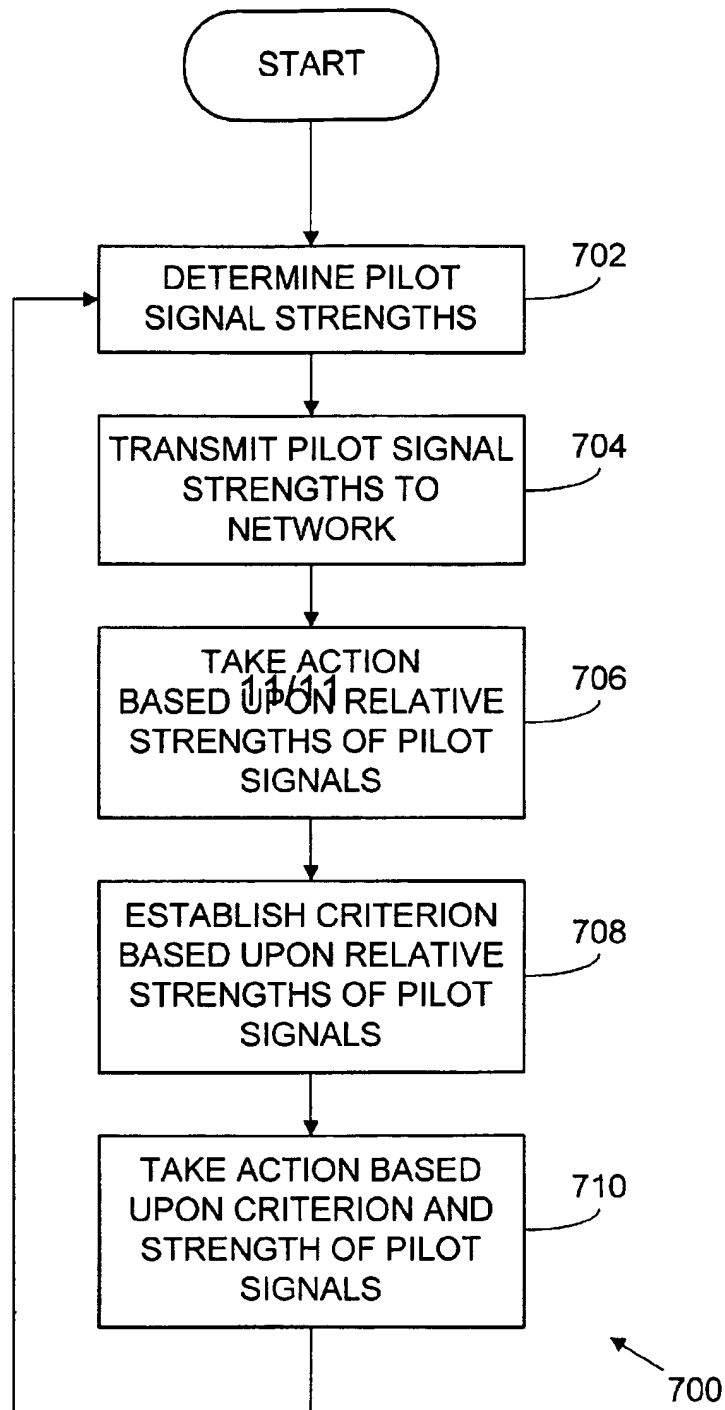 START
DETERMINE PILOT
SIGNAL STRENGTHS
702
TRANSMIT PILOT SIGNAL
STRENGTHS TO
NETWORK
704
TAKE ACTION
11/11
BASED UPON RELATIVE
STRENGTHS OF PILOT
SIGNALS
706
ESTABLISH CRITERION
BASED UPON RELATIVE
STRENGTHS OF PILOT
SIGNALS
708
TAKE ACTION BASED
UPON CRITERION AND
STRENGTH OF PILOT
SIGNALS
710
700